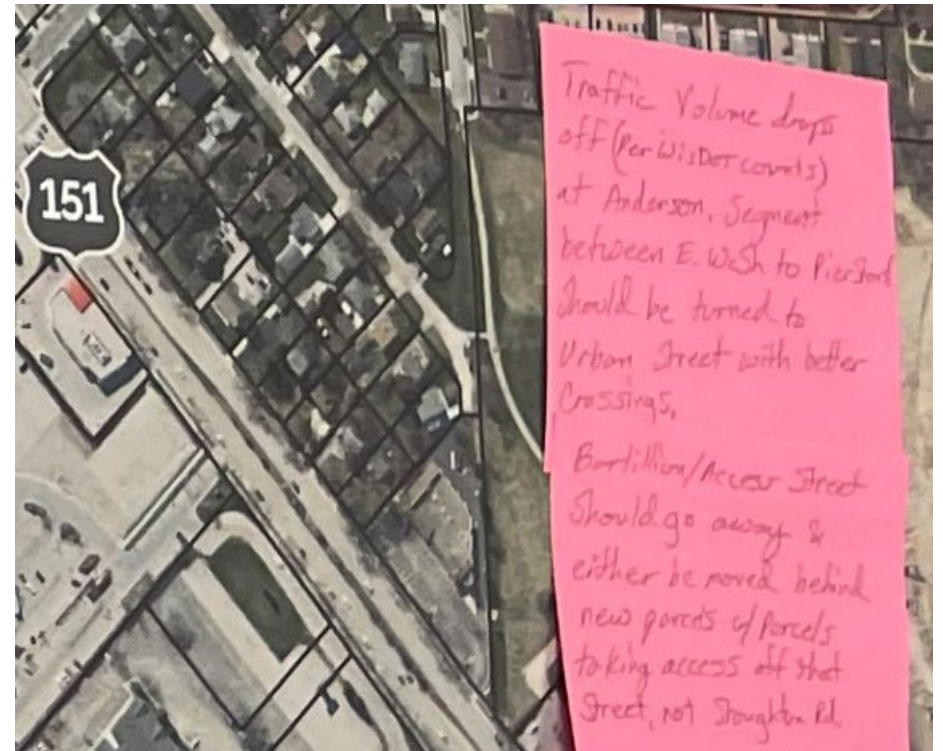 151
Traffic Volume drops
off (Per WisDOT counts)
at Anderson. Segment
between E. Wash to Pierstorf
Should be turned to
Urban Street with better
Crossings.
Bartillion/Access Street
Should go away &
either be moved behind
new parcels w/ Parcels
taking access off that
Street, not Stoughton Rd.